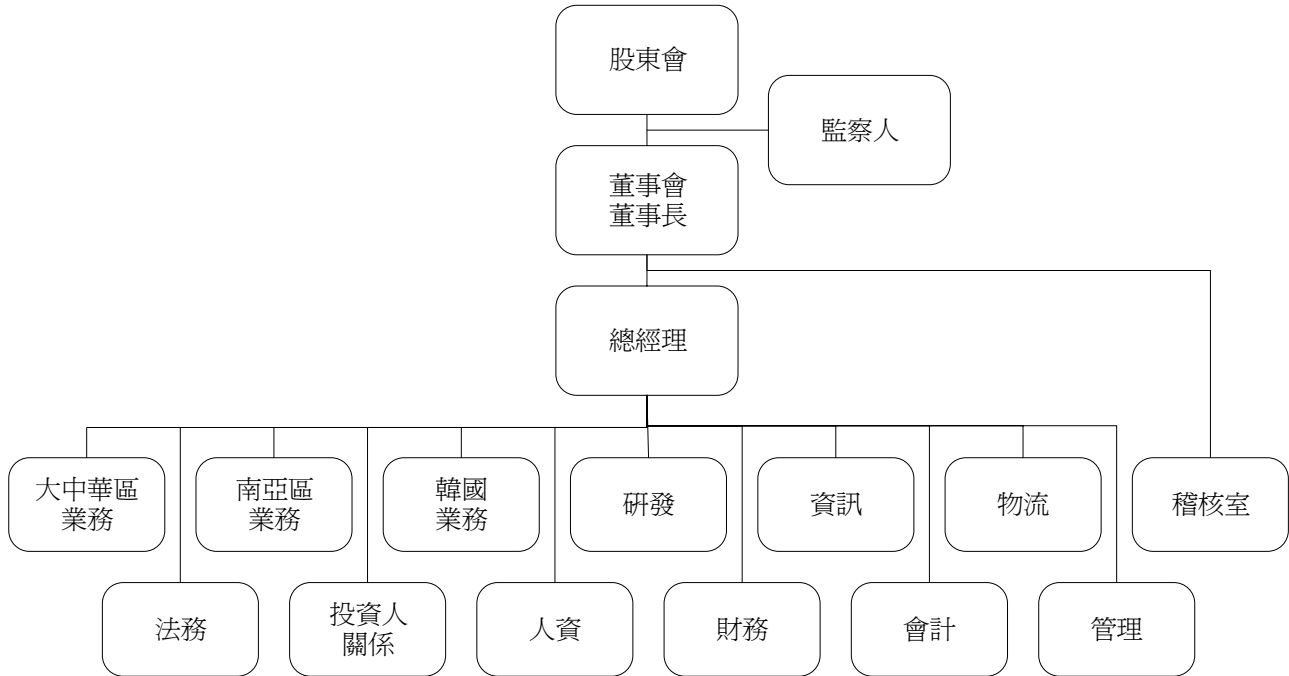 股東會
監察人
董事會
董事長
總經理
大中華區
業務
南亞區
業務
韓國
業務
研發
資訊
物流
稽核室
法務
投資人
關係
人資
財務
會計
管理